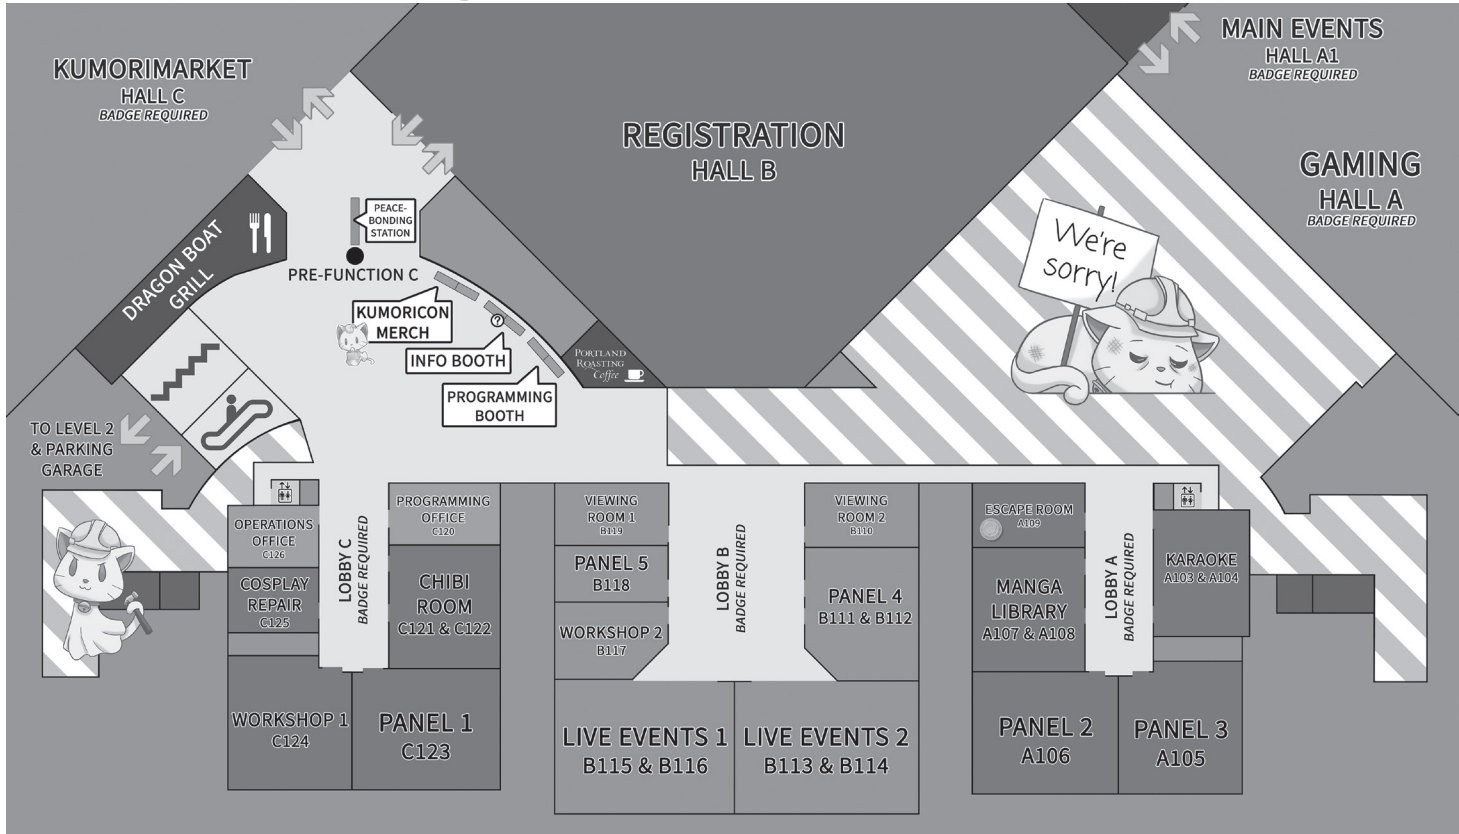 KUMORIMARKET
HALL C
BADGE REQUIRED
REGISTRATION
HALL B
MAIN EVENTS
HALL A1
BADGE REQUIRED
GAMING
HALL A
BADGE REQUIRED
We're
sorry!
DRAGON BOAT
GRILL
PEACE-
BONDING
STATION
PRE-FUNCTION C
KUMORICON
MERCH
?
INFO BOOTH
PROGRAMMING
BOOTH
PORTLAND
ROASTING
Coffee
TO LEVEL 2
& PARKING
GARAGE
OPERATIONS
OFFICE
C126
COSPLAY
REPAIR
C125
WORKSHOP 1
C124
LOBBY C
BADGE REQUIRED
PROGRAMMING
OFFICE
C120
CHIBI
ROOM
C121 & C122
PANEL 1
C123
VIEWING
ROOM 1
B119
PANEL 5
B118
WORKSHOP 2
B117
LOBBY B
BADGE REQUIRED
VIEWING
ROOM 2
B110
PANEL 4
B111 & B112
LIVE EVENTS 1
B115 & B116
LIVE EVENTS 2
B113 & B114
ESCAPE ROOM
A109
MANGA
LIBRARY
A107 & A108
LOBBY A
BADGE REQUIRED
KARAOKE
A103 & A104
PANEL 2
A106
PANEL 3
A105